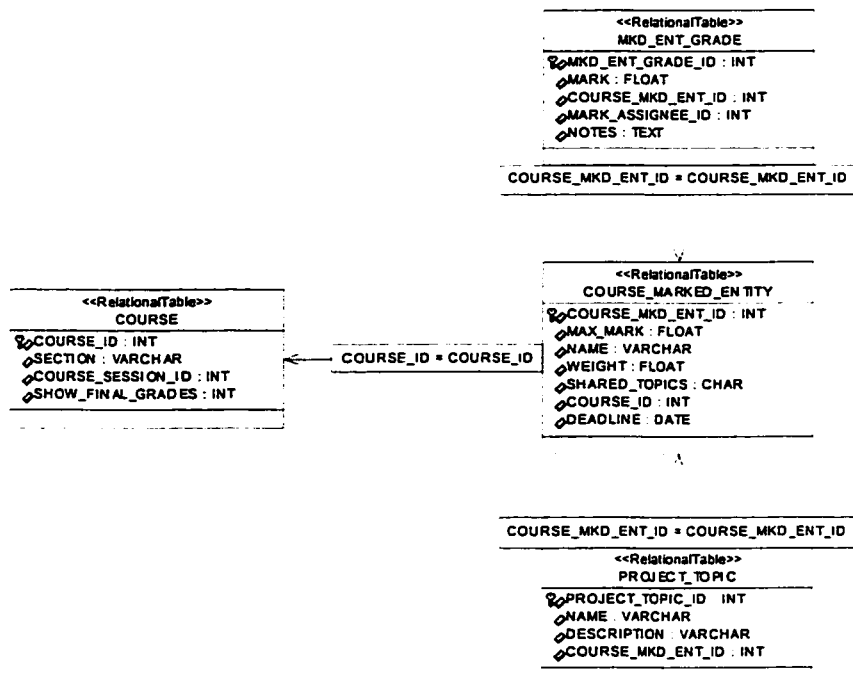 <<RelationalTable>>
MKD_ENT_GRADE
MKD_ENT_GRADE_ID : INT
MARK : FLOAT
COURSE_MKD_ENT_ID : INT
MARK_ASSIGNEE_ID : INT
NOTES : TEXT
COURSE_MKD_ENT_ID = COURSE_MKD_ENT_ID
<<RelationalTable>>
COURSE
COURSE_ID : INT
SECTION : VARCHAR
COURSE_SESSION_ID : INT
SHOW_FINAL_GRADES : INT
COURSE_ID = COURSE_ID
<<RelationalTable>>
COURSE_MARKED_ENTITY
COURSE_MKD_ENT_ID : INT
MAX_MARK : FLOAT
NAME : VARCHAR
WEIGHT : FLOAT
SHARED_TOPICS : CHAR
COURSE_ID : INT
DEADLINE : DATE
COURSE_MKD_ENT_ID = COURSE_MKD_ENT_ID
<<RelationalTable>>
PROJECT_TOPIC
PROJECT_TOPIC_ID INT
NAME : VARCHAR
DESCRIPTION : VARCHAR
COURSE_MKD_ENT_ID : INT